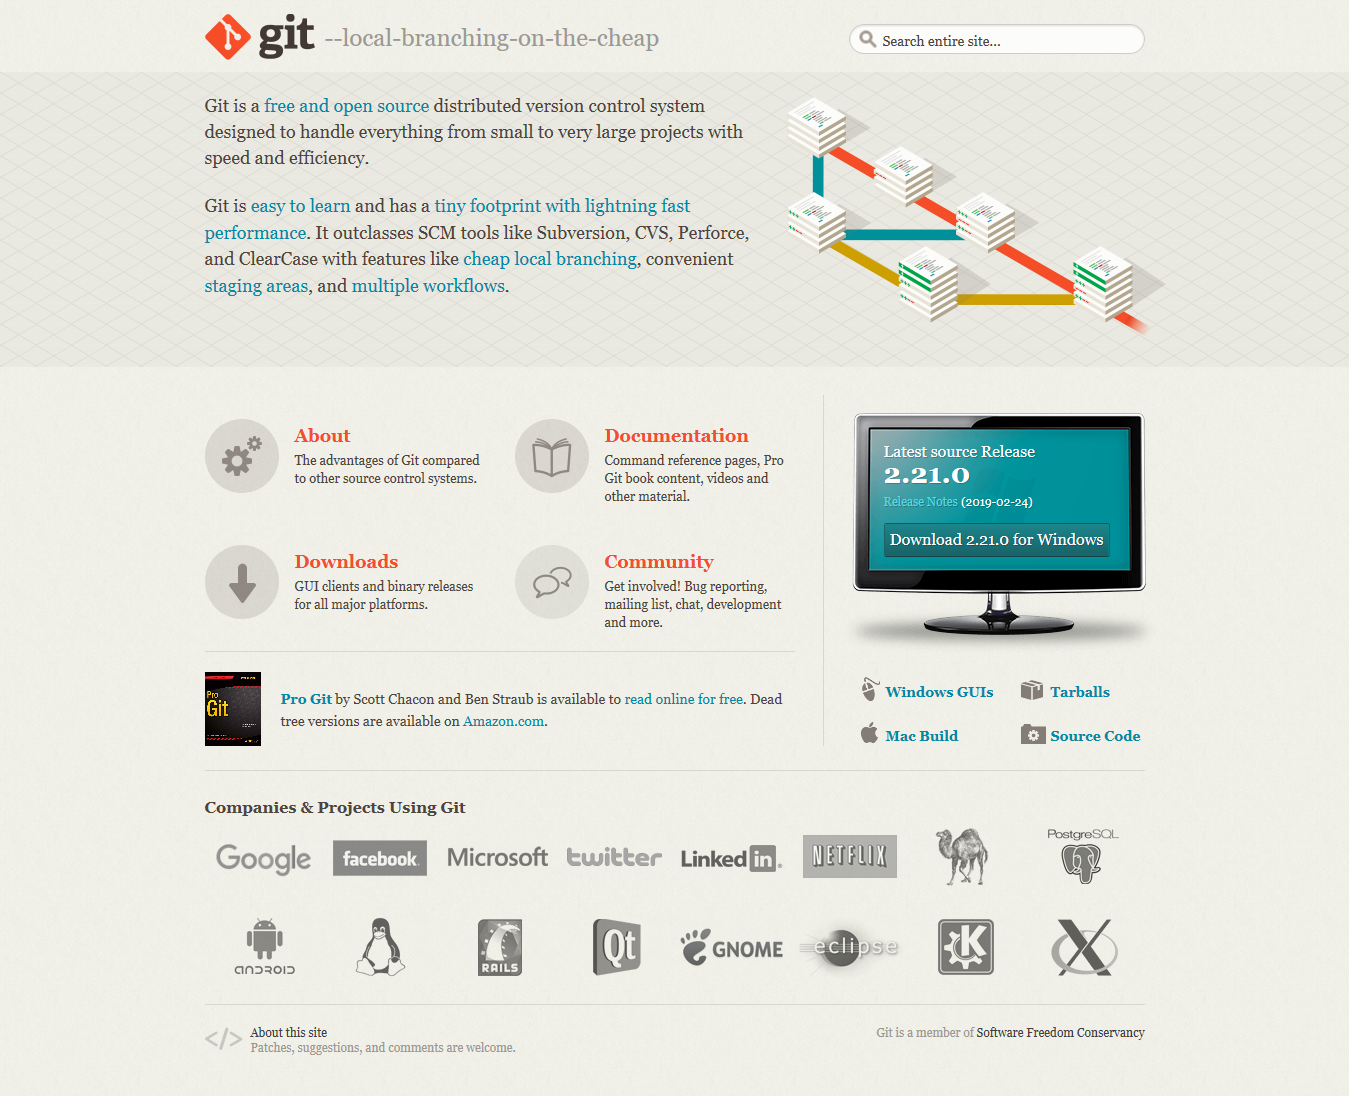 git --local-branching-on-the-cheap
Search entire site...
Git is a free and open source distributed version control system
designed to handle everything from small to very large projects with
speed and efficiency.
Git is easy to learn and has a tiny footprint with lightning fast
performance. It outclasses SCM tools like Subversion, CVS, Perforce,
and ClearCase with features like cheap local branching, convenient
staging areas, and multiple workflows.
About
The advantages of Git compared
to other source control systems.
Documentation
Command reference pages, Pro
Git book content, videos and
other material.
Downloads
GUI clients and binary releases
for all major platforms.
Community
Get involved! Bug reporting,
mailing list, chat, development
and more.
Latest source Release
2.21.0
Release Notes (2019-02-24)
Download 2.21.0 for Windows
Pro
Git
Pro Git by Scott Chacon and Ben Straub is available to read online for free. Dead
tree versions are available on Amazon.com.
Windows GUIs
Tarballs
Mac Build
Source Code
Companies & Projects Using Git
Google
facebook
Microsoft
twitter
Linked in
NETFLIX
PostgreSQL
ANDROID
RAILS
Qt
GNOME
eclipse
K
X
</>
About this site
Patches, suggestions, and comments are welcome.
Git is a member of Software Freedom Conservancy